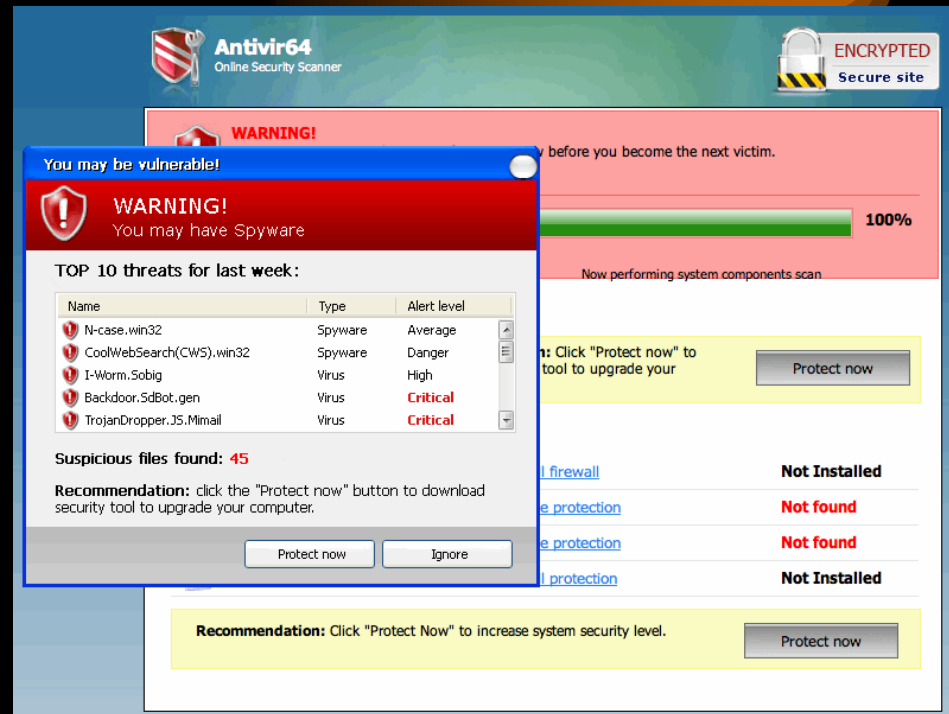 Antivir64
Online Security Scanner
ENCRYPTED
Secure site
WARNING!
before you become the next victim.
100%
Now performing system components scan
Click "Protect now" to
tool to upgrade your
Protect now
firewall
Not Installed
protection
Not found
protection
Not found
protection
Not Installed
Recommendation: Click "Protect Now" to increase system security level.
Protect now
You may be vulnerable!
WARNING!
You may have Spyware
TOP 10 threats for last week:
Name Type Alert level
N-case.win32 Spyware Average
CoolWebSearch(CWS).win32 Spyware Danger
I-Worm.Sobig Virus High
Backdoor.SdBot.gen Virus Critical
TrojanDropper.JS.Mimail Virus Critical
Suspicious files found: 45
Recommendation: click the "Protect now" button to download
security tool to upgrade your computer.
Protect now
Ignore